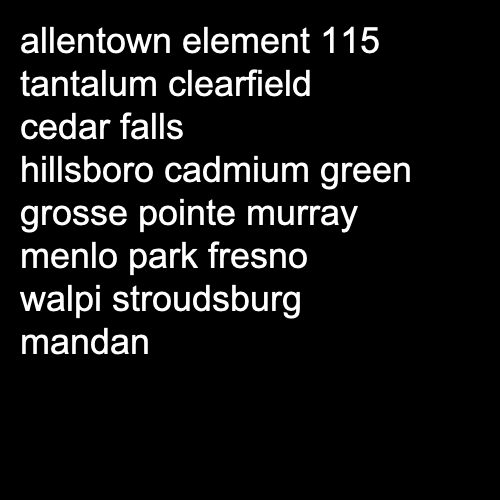 allentown element 115
tantalum clearfield
cedar falls
hillsboro cadmium green
grosse pointe murray
menlo park fresno
walpi stroudsburg
mandan